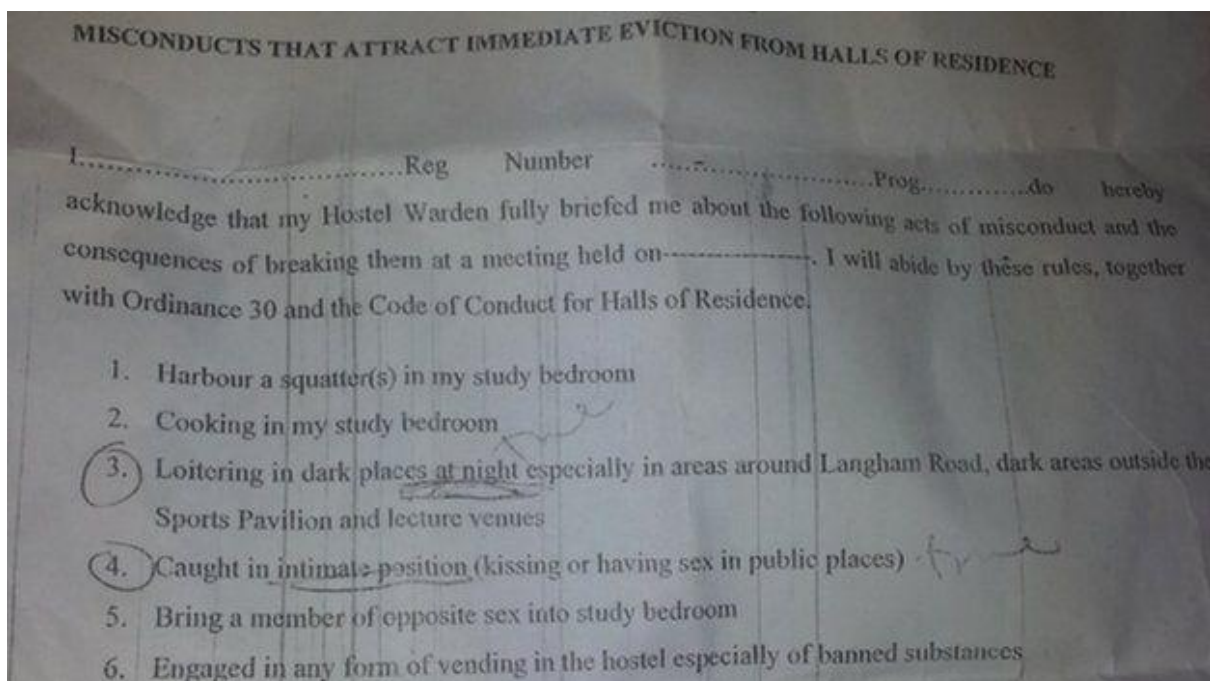 MISCONDUCTS THAT ATTRACT IMMEDIATE EVICTION FROM HALLS OF RESIDENCE
I..................................Reg Number ..........................Prog..............do hereby
acknowledge that my Hostel Warden fully briefed me about the following acts of misconduct and the
consequences of breaking them at a meeting held on-----------------. I will abide by these rules, together
with Ordinance 30 and the Code of Conduct for Halls of Residence.
1. Harbour a squatter(s) in my study bedroom
2. Cooking in my study bedroom
3. Loitering in dark places at night especially in areas around Langham Road, dark areas outside the
Sports Pavilion and lecture venues
4. Caught in intimate position (kissing or having sex in public places)
5. Bring a member of opposite sex into study bedroom
6. Engaged in any form of vending in the hostel especially of banned substances